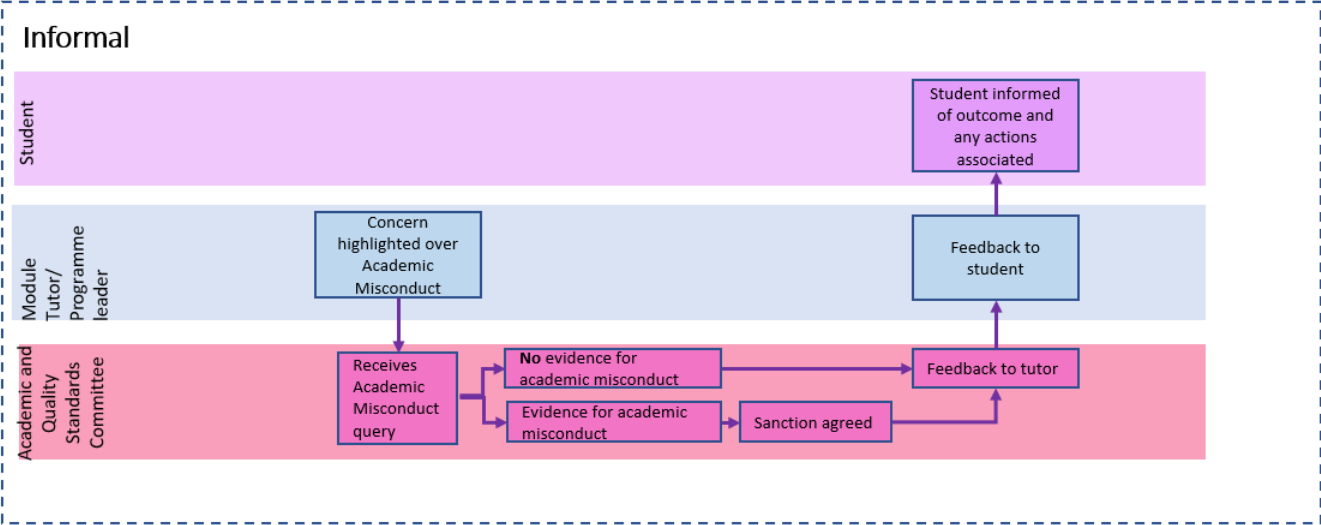 Informal
Student
Student informed
of outcome and
any actions
associated
Module
Tutor/
Programme
leader
Concern
highlighted over
Academic
Misconduct
Feedback to
student
Academic and
Quality
Standards
Committee
Receives
Academic
Misconduct
query
No evidence for
academic misconduct
Evidence for academic
misconduct
Sanction agreed
Feedback to tutor